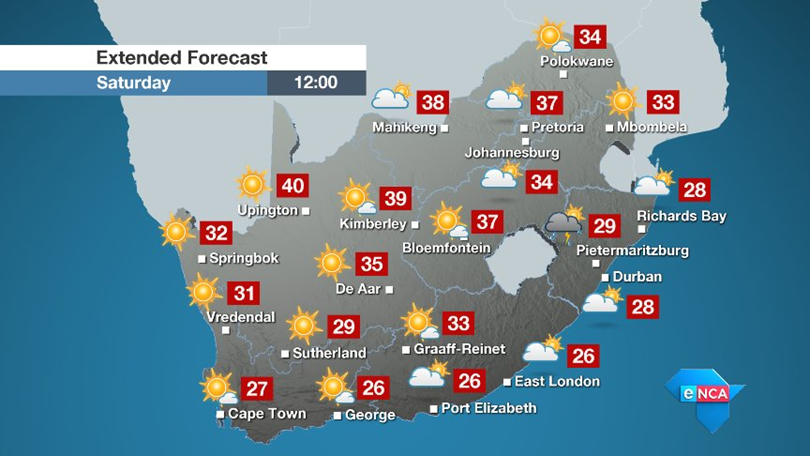 Extended Forecast
Saturday 12:00
34
Polokwane
38
Mahikeng
37
Pretoria
33
Mbombela
Johannesburg
34
40
Upington
39
Kimberley
37
Bloemfontein
28
Richards Bay
29
Pietermaritzburg
32
Springbok
35
De Aar
Durban
28
31
Vredendal
29
Sutherland
33
Graaff-Reinet
26
East London
27
Cape Town
26
George
26
Port Elizabeth
eNCA